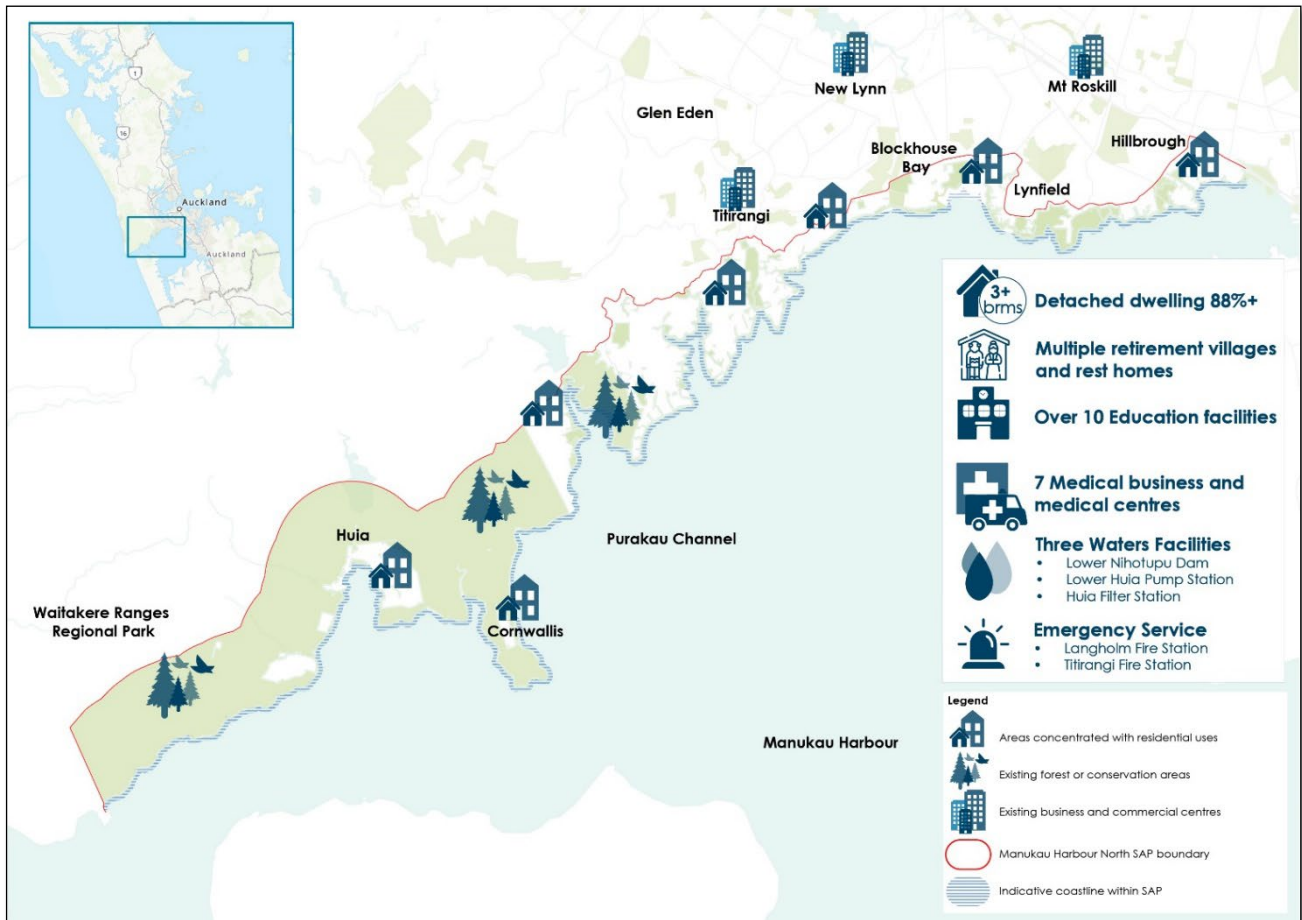 1
16
Auckland
Auckland
New Lynn
Mt Roskill
Glen Eden
Blockhouse
Bay
Hillbrough
Lynfield
Titirangi
Huia
Purakau Channel
Waitakere Ranges
Regional Park
Cornwallis
Manukau Harbour
3+
brms
Detached dwelling 88%+
Multiple retirement villages
and rest homes
Over 10 Education facilities
7 Medical business and
medical centres
Three Waters Facilities
• Lower Nihotupu Dam
• Lower Huia Pump Station
• Huia Filter Station
Emergency Service
• Langholm Fire Station
• Titirangi Fire Station
Legend
Areas concentrated with residential uses
Existing forest or conservation areas
Existing business and commercial centres
Manukau Harbour North SAP boundary
Indicative coastline within SAP